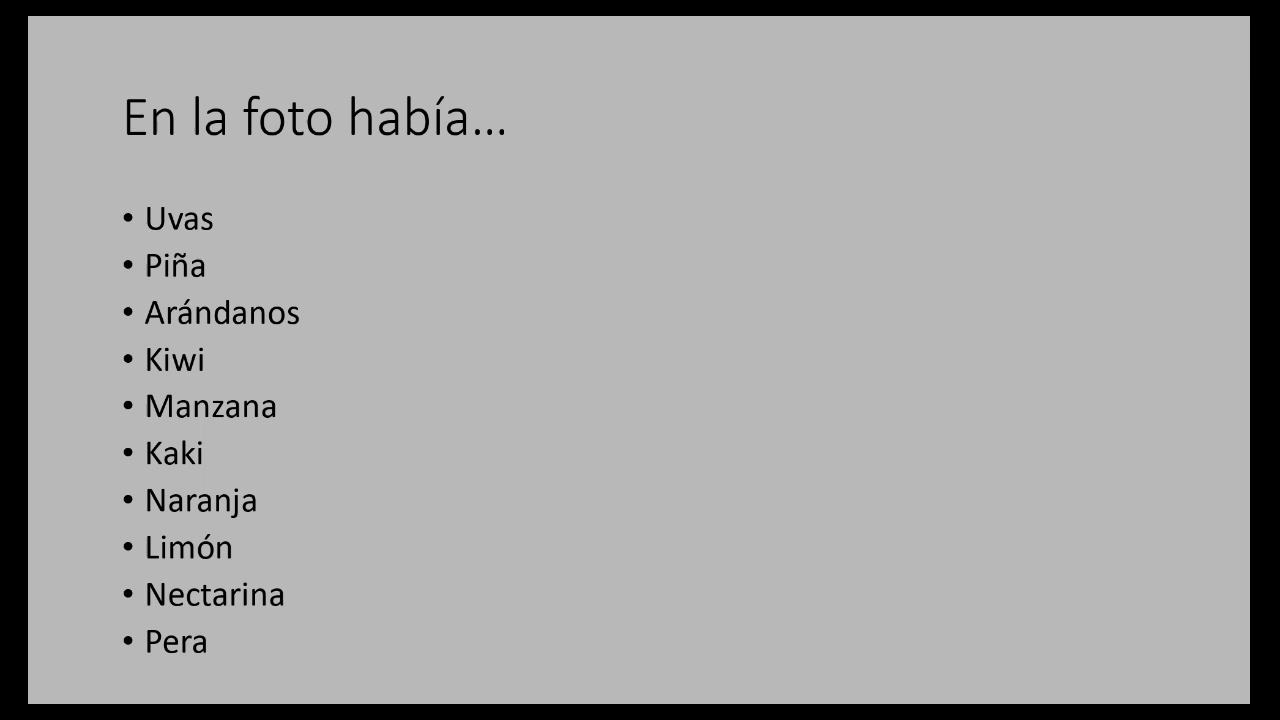 En la foto había...
• Uvas
• Piña
• Arándanos
• Kiwi
• Manzana
• Kaki
• Naranja
• Limón
• Nectarina
• Pera